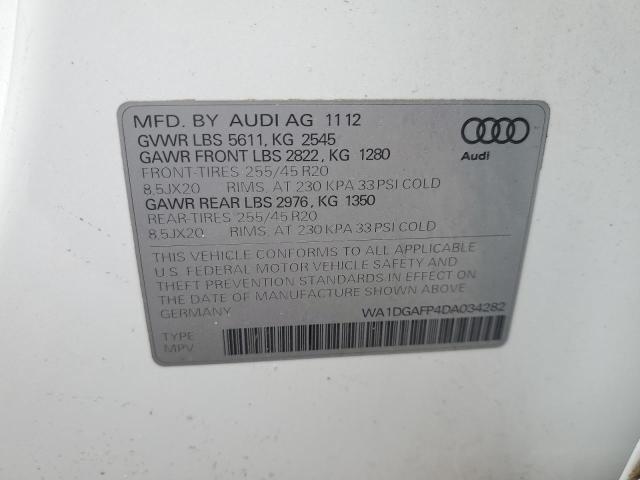 MFD. BY AUDI AG 11 12
GVWR LBS 5611, KG 2545
GAWR FRONT LBS 2822, KG 1280
FRONT-TIRES 255/45 R20
8,5JX20 RIMS, AT 230 KPA 33 PSI COLD
GAWR REAR LBS 2976, KG 1350
REAR-TIRES 255/45 R20
8,5JX20 RIMS, AT 230 KPA 33 PSI COLD
Audi
THIS VEHICLE CONFORMS TO ALL APPLICABLE
U.S. FEDERAL MOTOR VEHICLE SAFETY AND
THEFT PREVENTION STANDARDS IN EFFECT ON
THE DATE OF MANUFACTURE SHOWN ABOVE
GERMANY WA1DGAFP4DA034282
TYPE
MPV